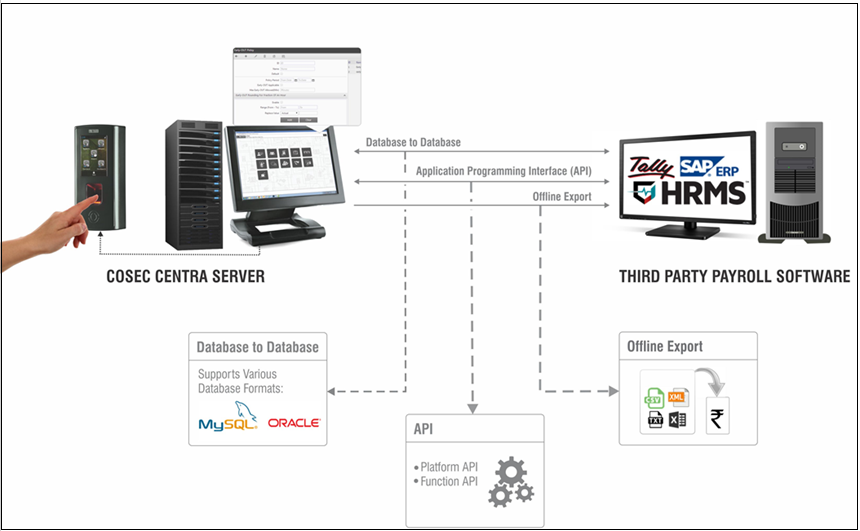 Database to Database
Application Programming Interface (API)
Offline Export
Tally SAP ERP
HRMS™
COSEC CENTRA SERVER
THIRD PARTY PAYROLL SOFTWARE
Database to Database
Supports Various
Database Formats:
MySQL® ORACLE®
Offline Export
CSV XML
TXT X
₹
API
• Platform API
• Function API